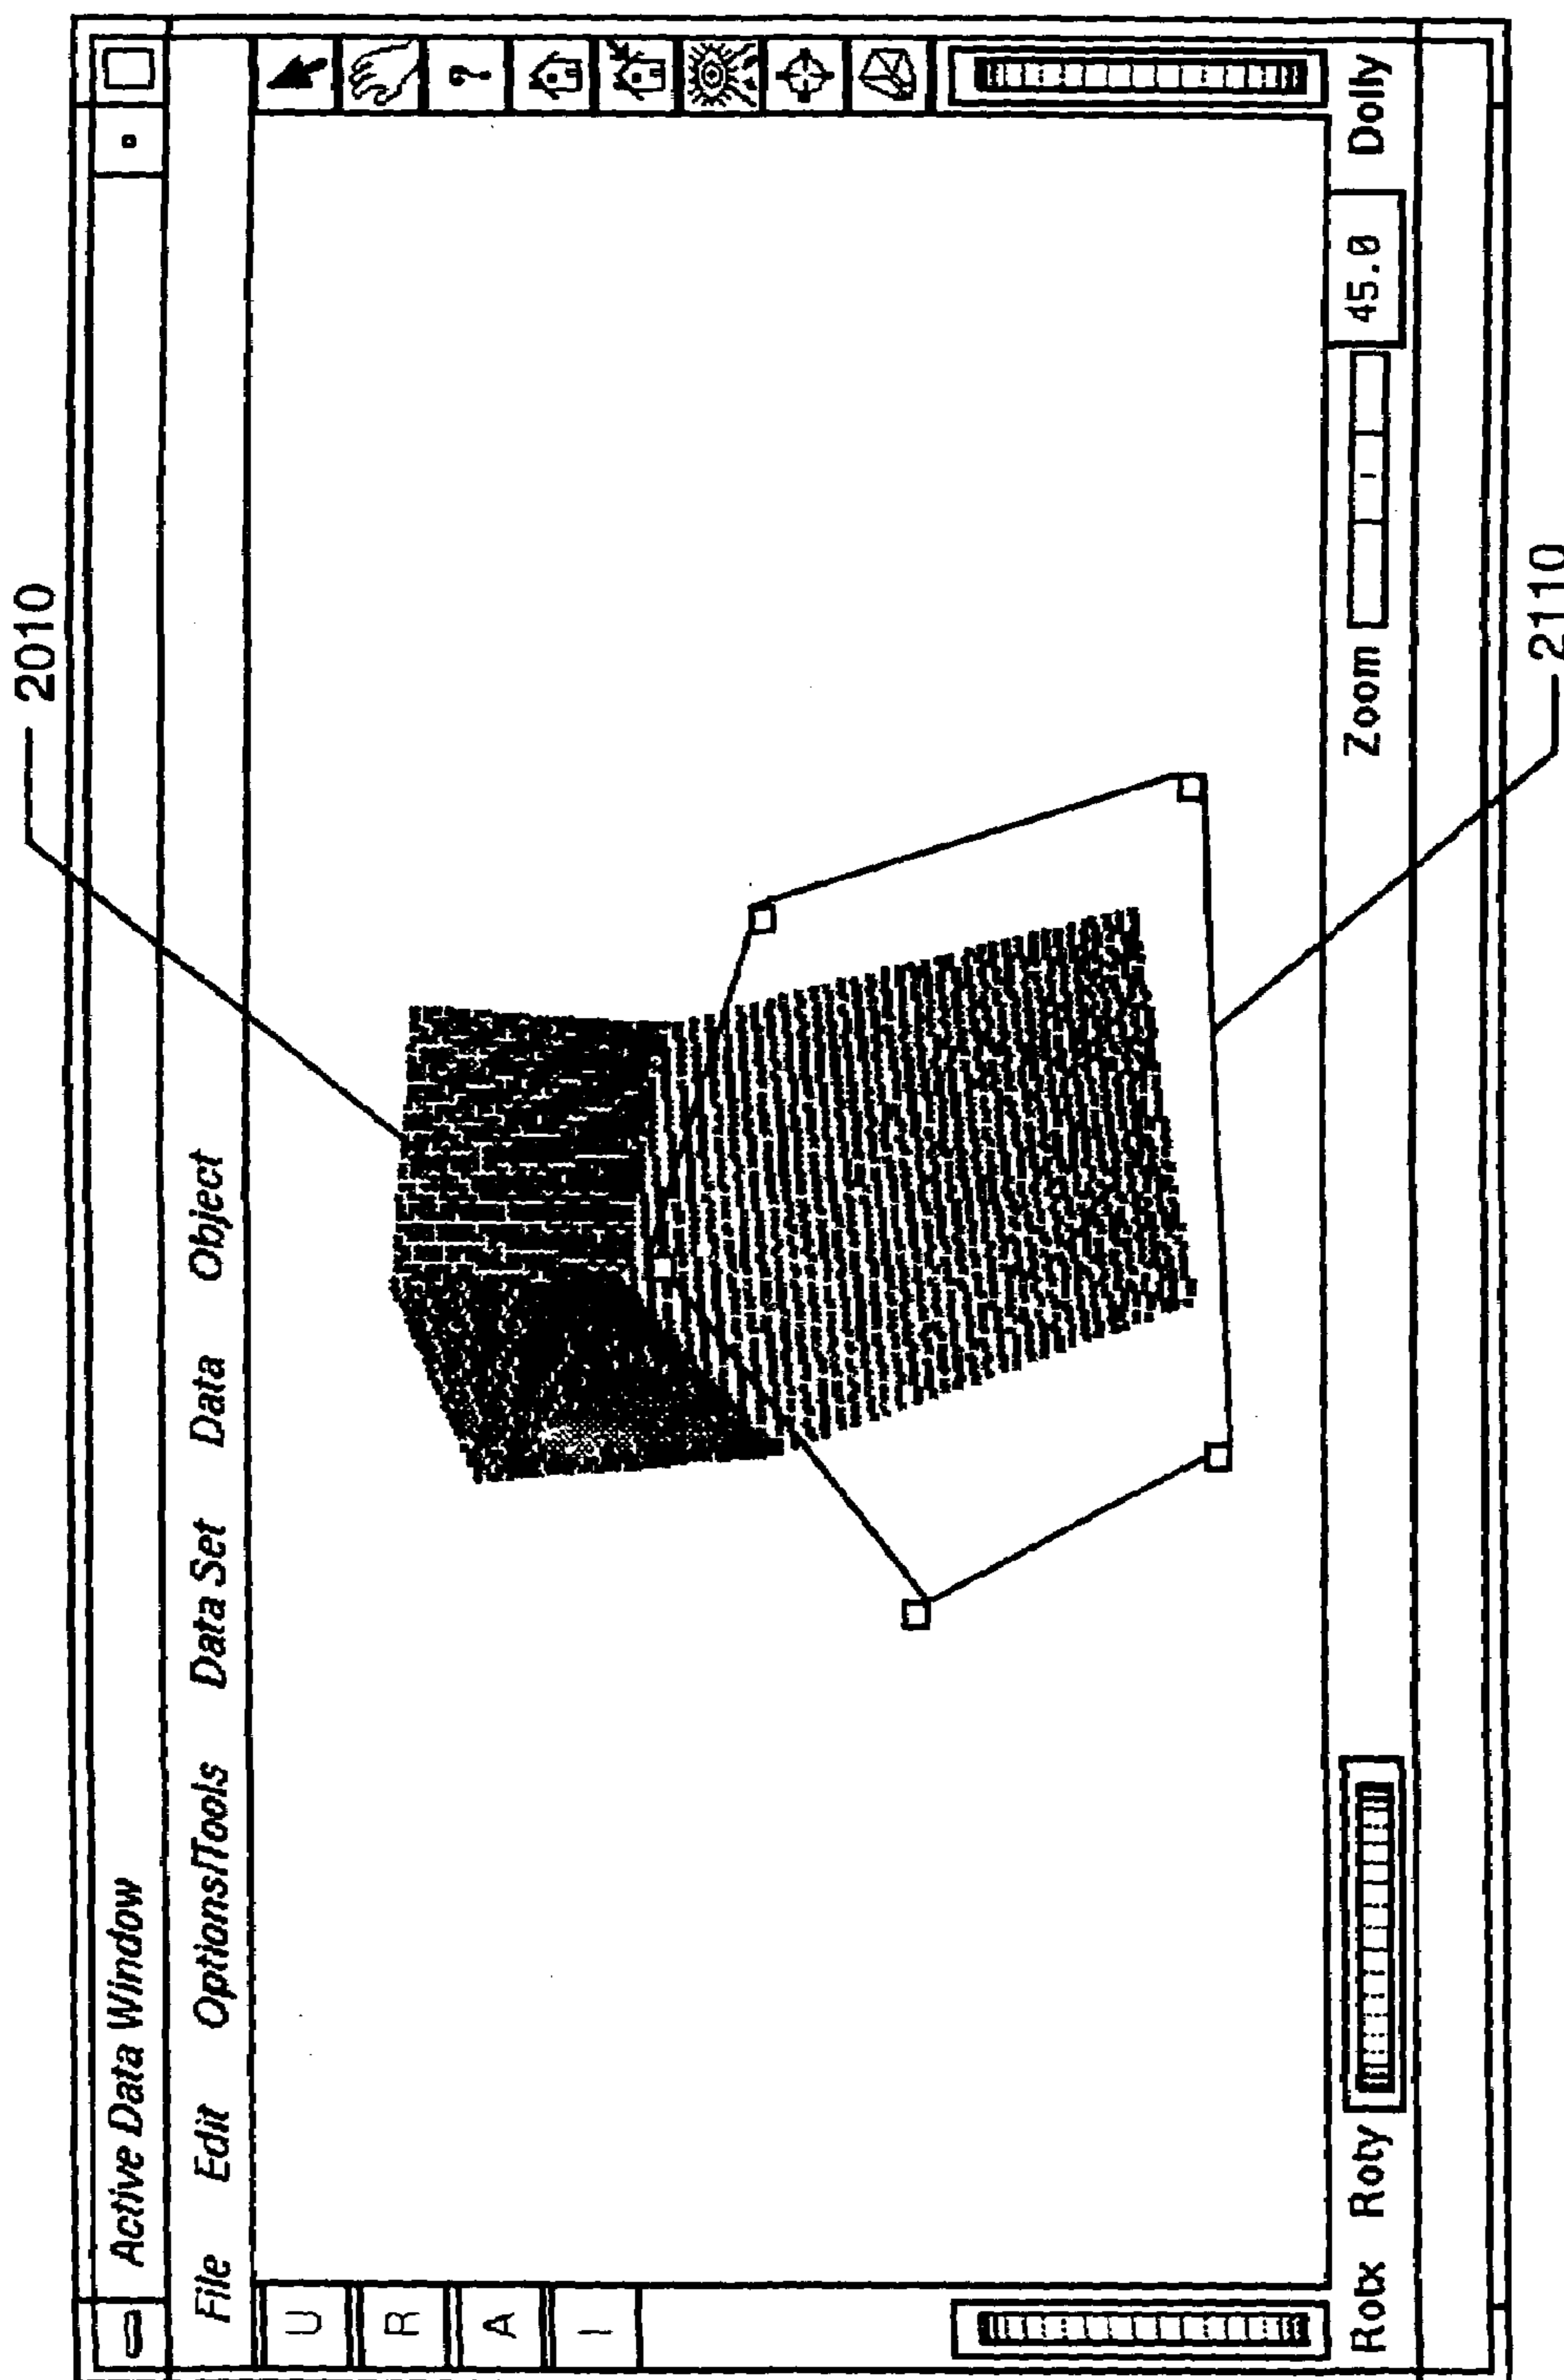 2010
Active Data Window
File Edit Options/Tools Data Set Data Object
U
R
A
I
?
Rotx Roty Zoom 45.0 Dolly
2110